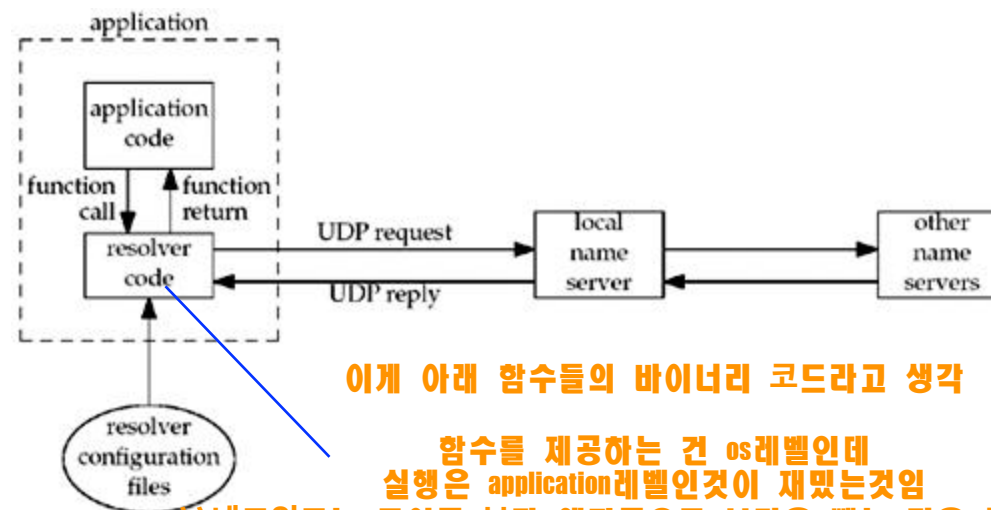 application
application
code
function
call
function
return
resolver
code
UDP request
UDP reply
local
name
server
other
name
servers
resolver
configuration
files
이게 아래 함수들의 바이너리 코드라고 생각
함수를 제공하는 건 os레벨인데
실행은 application레벨인것이 재밌는것임